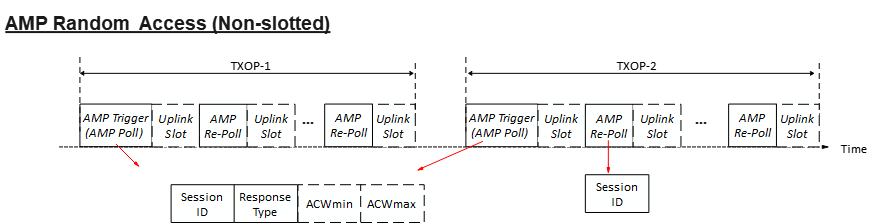 AMP Random  Access (Non-slotted)
TXOP-1
TXOP-2
AMP Trigger
(AMP Poll)
Uplink
Slot
AMP
Re-Poll
Uplink
Slot
...
AMP
Re-Poll
Uplink
Slot
AMP Trigger
(AMP Poll)
Uplink
Slot
AMP
Re-Poll
Uplink
Slot
...
AMP
Re-Poll
Uplink
Slot
Time
Session
ID
Response
Type
ACWmin
ACWmax
Session
ID